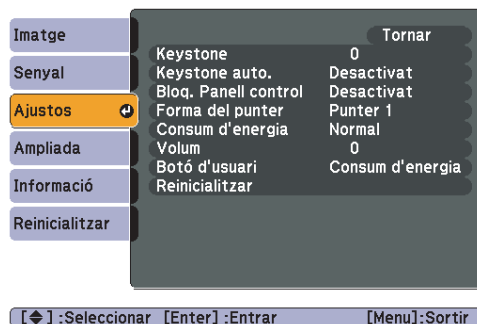 Imatge
Senyal
Ajustos
Ampliada
Informació
Reinicialitzar
Tornar
Keystone 0
Keystone auto. Desactivat
Bloq. Panell control Desactivat
Forma del punter Punter 1
Consum d'energia Normal
Volum 0
Botó d'usuari Consum d'energia
Reinicialitzar
[◆] :Seleccionar [Enter] :Entrar [Menu]:Sortir